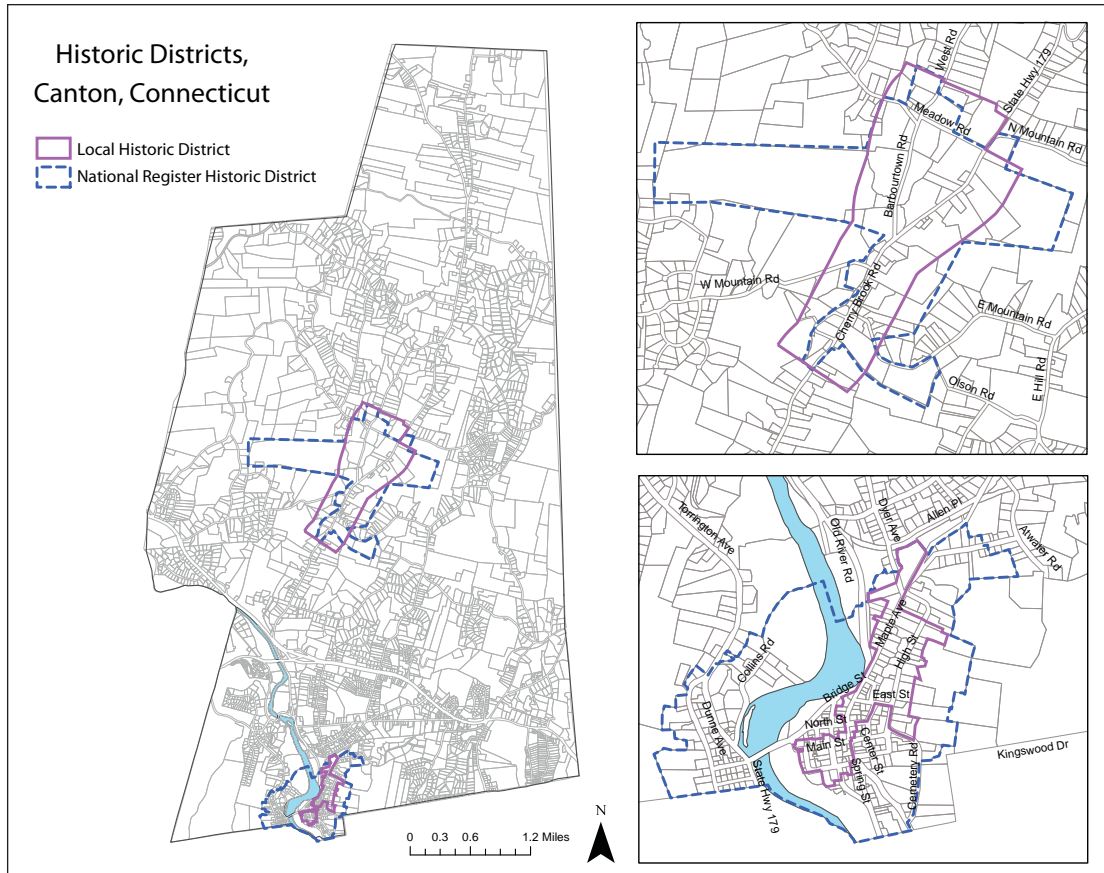 Historic Districts,
Canton, Connecticut
Local Historic District
National Register Historic District
N
0 0.3 0.6 1.2 Miles
West Rd
State Hwy 179
Meadow Rd
N Mountain Rd
Barbourtown Rd
W Mountain Rd
Cherry Brook Rd
E Mountain Rd
Olson Rd
E Hill Rd
Torrington Ave
Old River Rd
Dyer Ave
Allen Pl
Atwater Rd
Maple Ave
High St
Collins Rd
Bridge St
East St
Dunne Ave
North St
Main St
Center St
Kingswood Dr
State Hwy 179
Spring St
Cemetery Rd